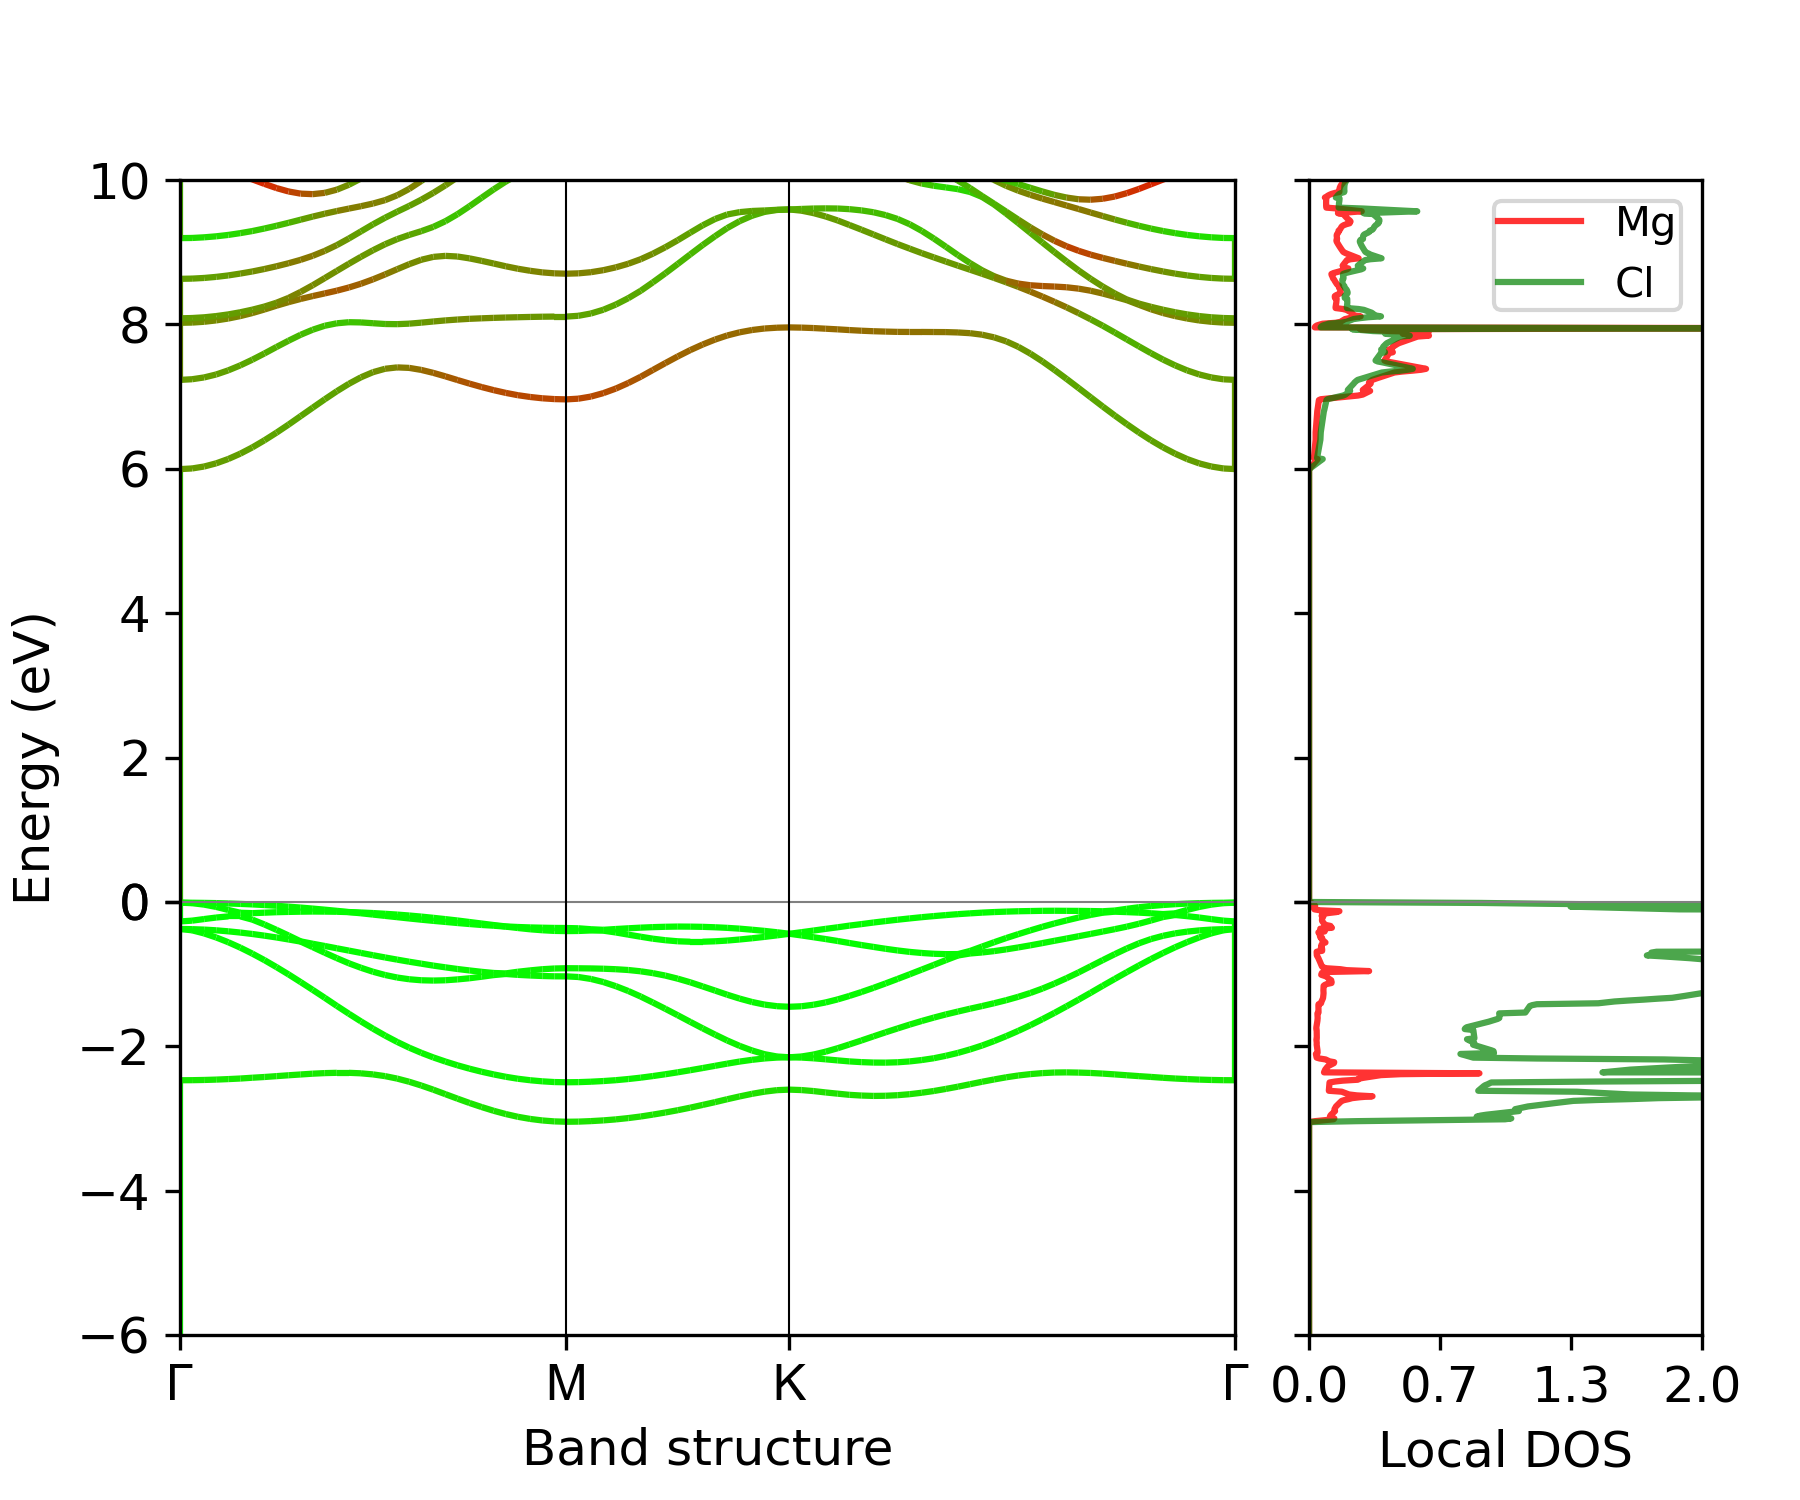 10
8
6
4
2
0
−2
−4
−6
Energy (eV)
Γ M K Γ
Band structure
Mg
Cl
0.0 0.7 1.3 2.0
Local DOS